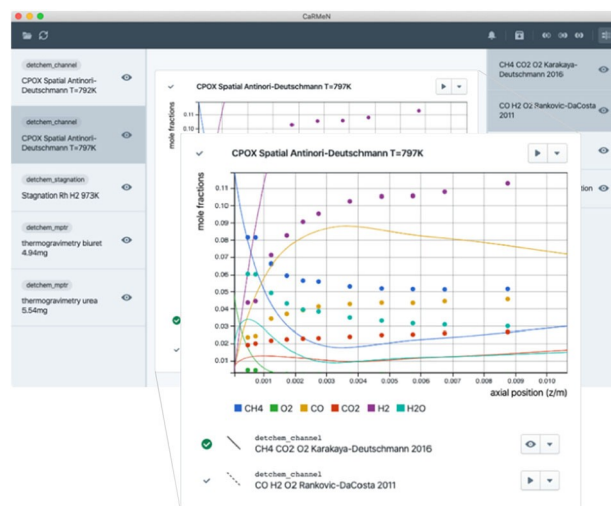 CaRMeN
detchem_channel
CPOX Spatial Antinori-
Deutschmann T=792K
detchem_channel
CPOX Spatial Antinori-
Deutschmann T=797K
detchem_stagnation
Stagnation Rh H2 973K
detchem_mptr
thermogravimetry biuret
4.94mg
detchem_mptr
thermogravimetry urea
5.54mg
CPOX Spatial Antinori-Deutschmann T=797K
mole fractions
0.11
0.10
CH4 CO2 O2 Karakaya-
Deutschmann 2016
CO H2 O2 Rankovic-DaCosta
2011
CPOX Spatial Antinori-Deutschmann T=797K
mole fractions
0.11
0.10
0.09
0.08
0.07
0.06
0.05
0.04
0.03
0.02
0.01
0.001 0.002 0.003 0.004 0.005 0.006 0.007 0.008 0.009 0.010
axial position (z/m)
CH4 O2 CO CO2 H2 H2O
detchem_channel
CH4 CO2 O2 Karakaya-Deutschmann 2016
detchem_channel
CO H2 O2 Rankovic-DaCosta 2011